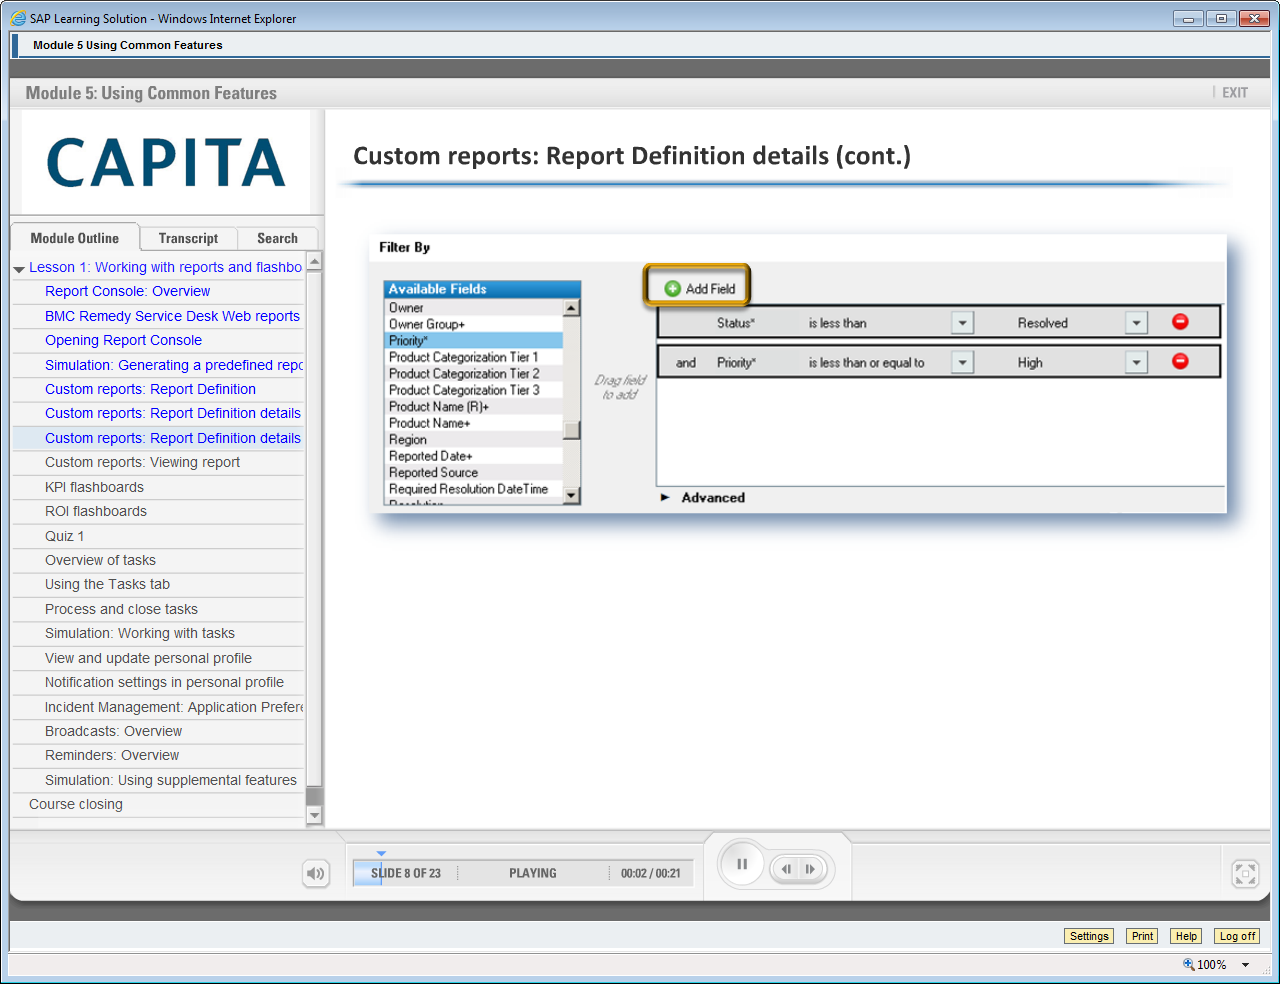 SAP Learning Solution - Windows Internet Explorer
Module 5 Using Common Features
Module 5: Using Common Features
EXIT
CAPITA
Module Outline
Transcript
Search
Lesson 1: Working with reports and flashbo
Report Console: Overview
BMC Remedy Service Desk Web reports
Opening Report Console
Simulation: Generating a predefined repo
Custom reports: Report Definition
Custom reports: Report Definition details
Custom reports: Report Definition details
Custom reports: Viewing report
KPI flashboards
ROI flashboards
Quiz 1
Overview of tasks
Using the Tasks tab
Process and close tasks
Simulation: Working with tasks
View and update personal profile
Notification settings in personal profile
Incident Management: Application Prefere
Broadcasts: Overview
Reminders: Overview
Simulation: Using supplemental features
Course closing
Custom reports: Report Definition details (cont.)
Filter By
Available Fields
Owner
Owner Group+
Priority*
Product Categorization Tier 1
Product Categorization Tier 2
Product Categorization Tier 3
Product Name (R)+
Product Name+
Region
Reported Date+
Reported Source
Required Resolution DateTime
Resolution
Drag field
to add
Add Field
Status* is less than Resolved
and Priority* is less than or equal to High
Advanced
SLIDE 8 OF 23
PLAYING
00:02 / 00:21
Settings
Print
Help
Log off
100%